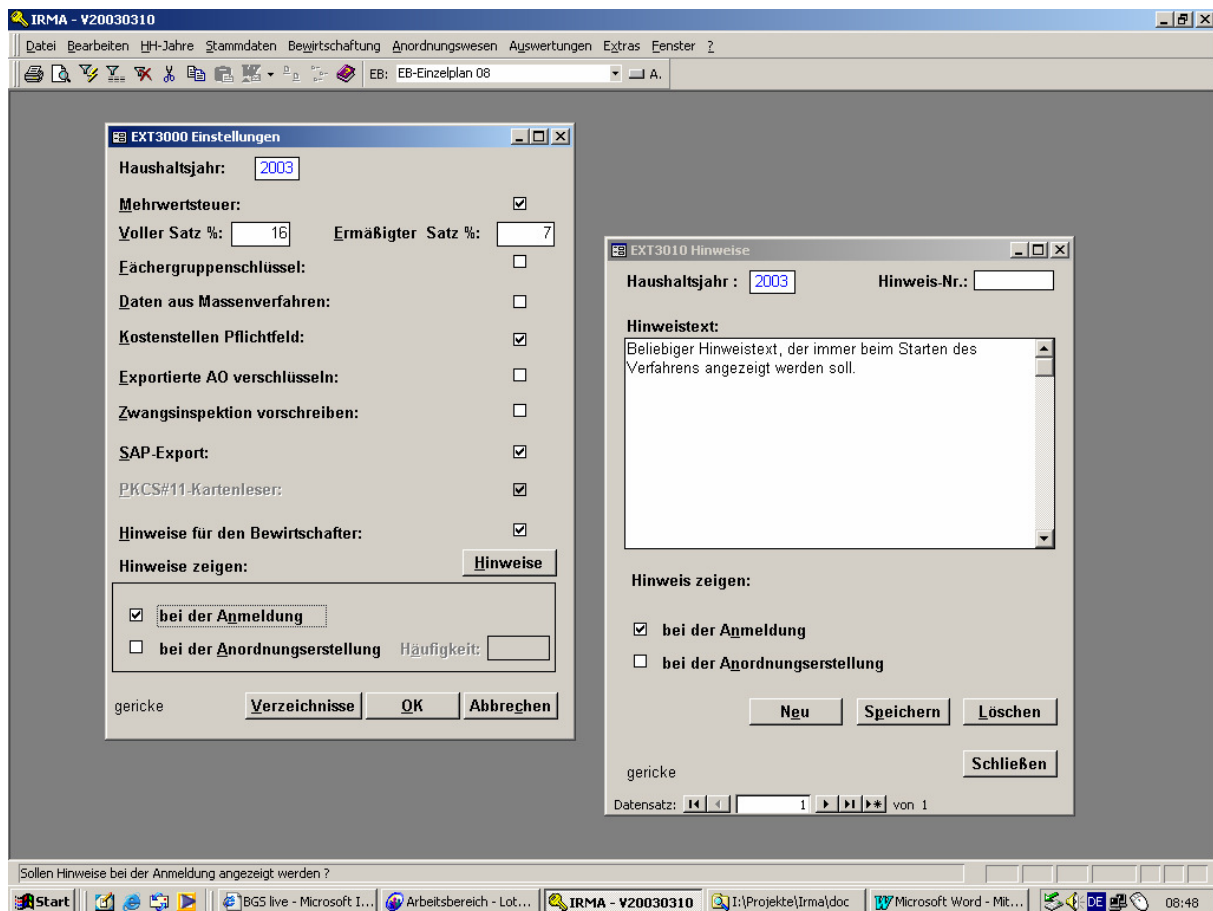 IRMA - V20030310
Datei Bearbeiten HH-Jahre Stammdaten Bewirtschaftung Anordnungswesen Auswertungen Extras Fenster ?
EB: EB-Einzelplan 08 A.
EXT3000 Einstellungen
Haushaltsjahr: 2003
Mehrwertsteuer:
Voller Satz %: 16 Ermäßigter Satz %: 7
Fächergruppenschlüssel:
Daten aus Massenverfahren:
Kostenstellen Pflichtfeld:
Exportierte AO verschlüsseln:
Zwangsinspektion vorschreiben:
SAP-Export:
PKCS#11-Kartenleser:
Hinweise für den Bewirtschafter:
Hinweise zeigen: Hinweise
bei der Anmeldung
bei der Anordnungserstellung Häufigkeit:
gericke Verzeichnisse OK Abbrechen
EXT3010 Hinweise
Haushaltsjahr : 2003 Hinweis-Nr.:
Hinweistext:
Beliebiger Hinweistext, der immer beim Starten des
Verfahrens angezeigt werden soll.
Hinweis zeigen:
bei der Anmeldung
bei der Anordnungserstellung
Neu Speichern Löschen
Schließen
gericke
Datensatz: 1 von 1
Sollen Hinweise bei der Anmeldung angezeigt werden ?
Start BGS live - Microsoft I... Arbeitsbereich - Lot... IRMA - V20030310 I:\Projekte\Irma\doc Microsoft Word - Mit... DE 08:48